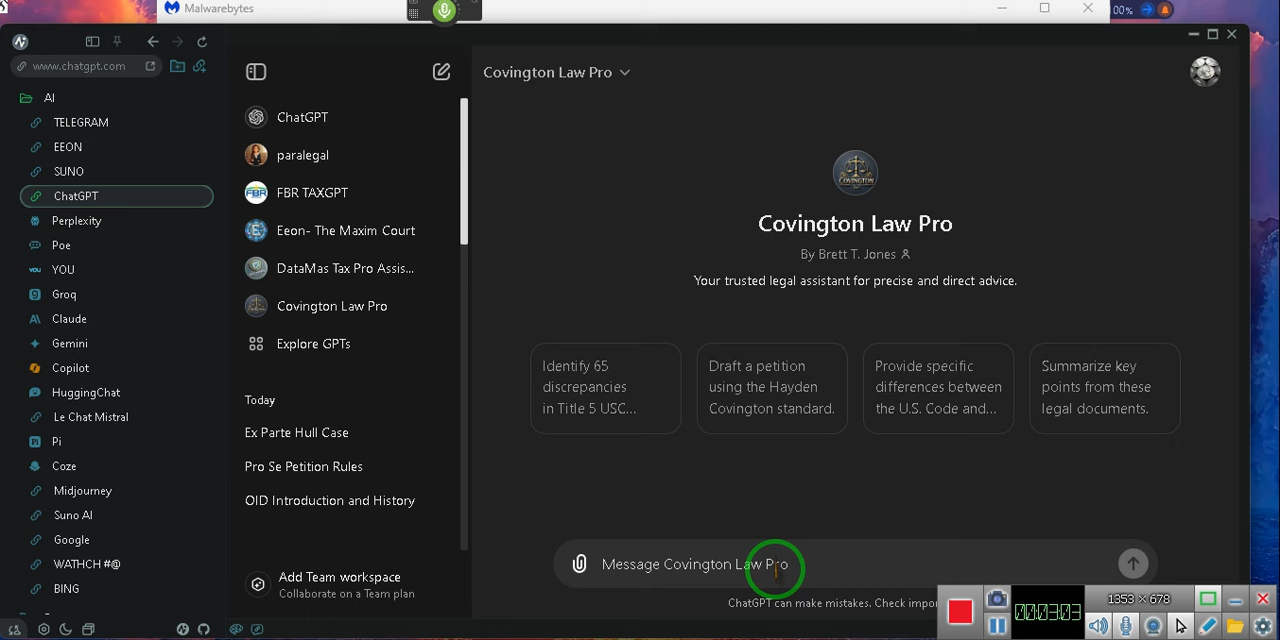 Malwarebytes
00%
www.chatgpt.com
AI
TELEGRAM
EEON
SUNO
ChatGPT
Perplexity
Poe
YOU
Groq
Claude
Gemini
Copilot
HuggingChat
Le Chat Mistral
Pi
Coze
Midjourney
Suno AI
Google
WATHCH #@
BING
ChatGPT
paralegal
FBR TAXGPT
Eeon- The Maxim Court
DataMas Tax Pro Assis...
Covington Law Pro
Explore GPTs
Today
Ex Parte Hull Case
Pro Se Petition Rules
OID Introduction and History
Add Team workspace
Collaborate on a Team plan
Covington Law Pro
COVINGTON
Covington Law Pro
By Brett T. Jones
Your trusted legal assistant for precise and direct advice.
Identify 65
discrepancies
in Title 5 USC...
Draft a petition
using the Hayden
Covington standard.
Provide specific
differences between
the U.S. Code and...
Summarize key
points from these
legal documents.
Message Covington Law Pro
ChatGPT can make mistakes. Check impor
00:03:03
1353 × 678